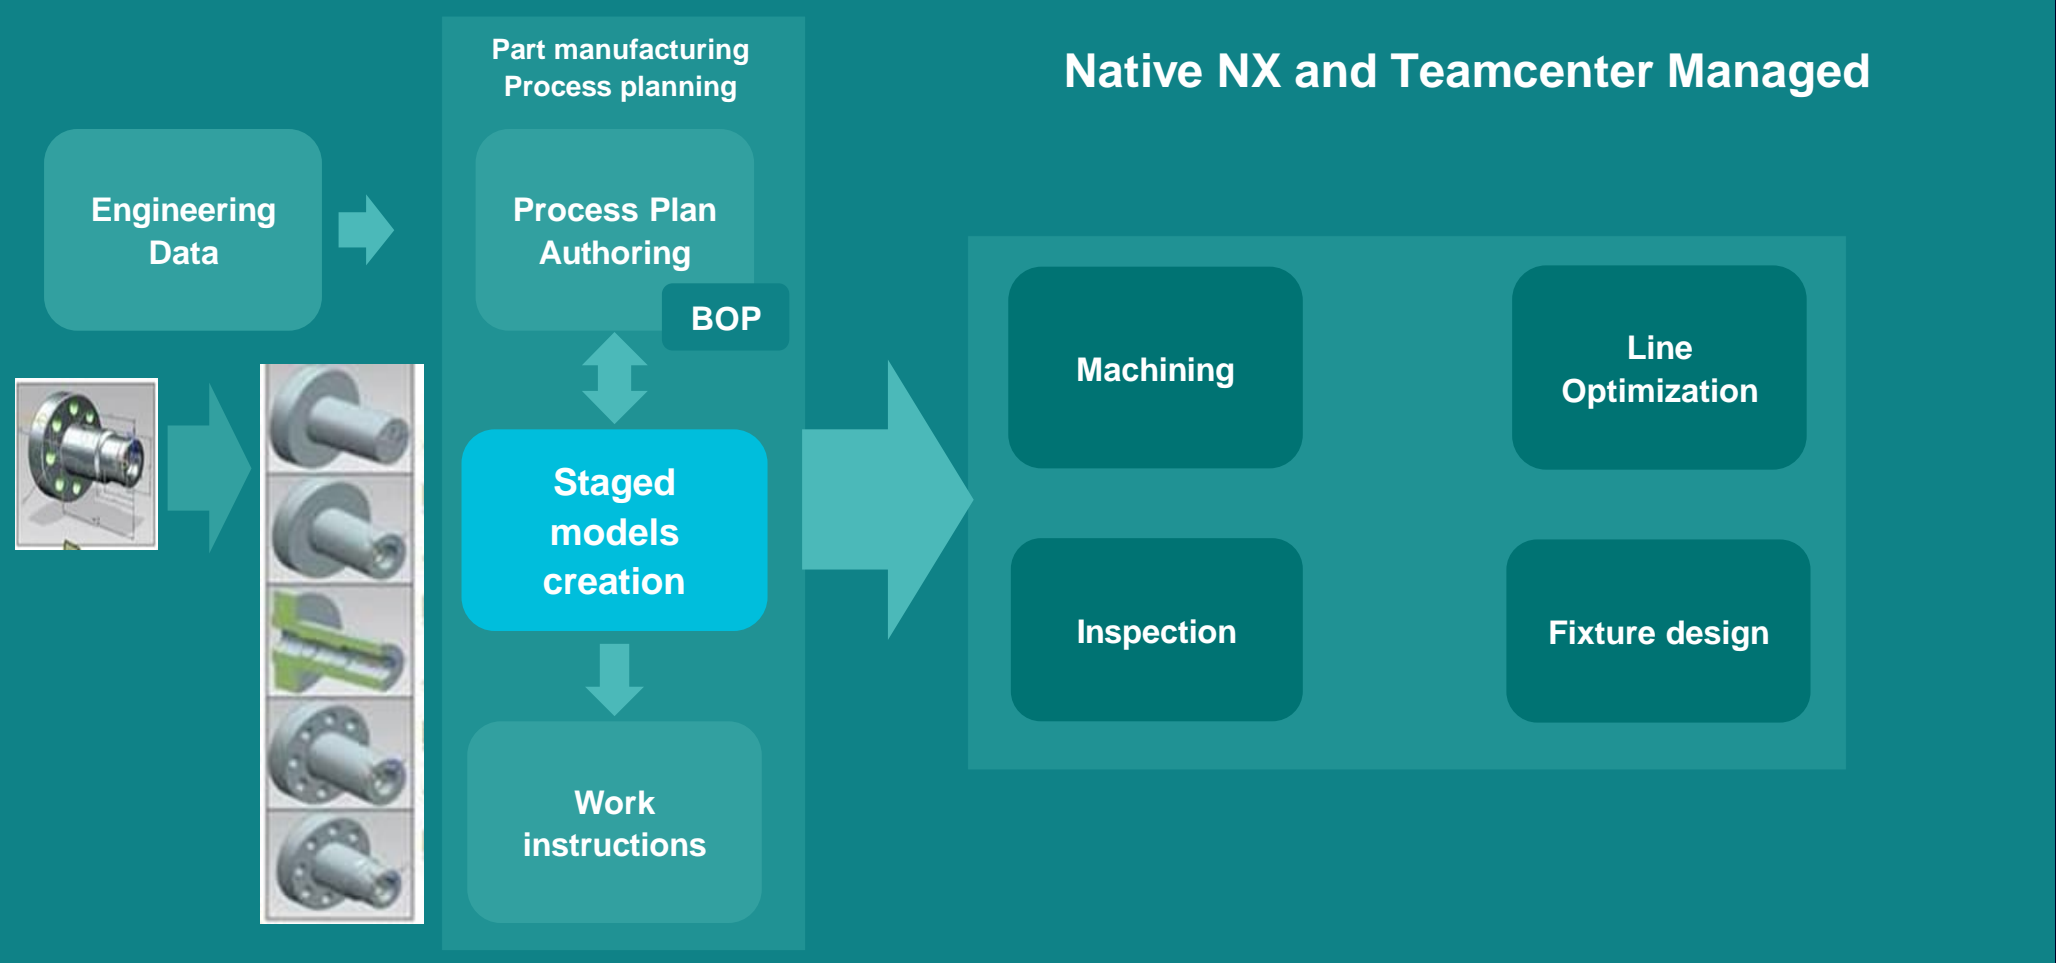 Part manufacturing
Process planning
Native NX and Teamcenter Managed
Engineering
Data
Process Plan
Authoring
BOP
Staged
models
creation
Work
instructions
Machining
Line
Optimization
Inspection
Fixture design